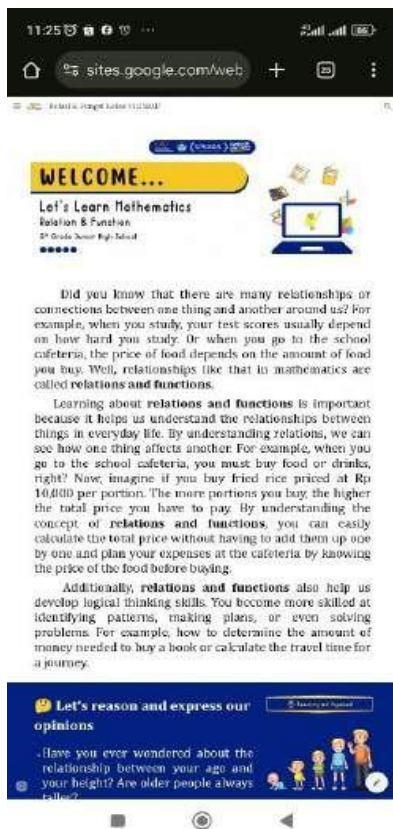 11:25
86
sites.google.com/web
25
WELCOME...
Let's Learn Mathematics
Relation & Function
8th Grade Junior High School
Did you know that there are many relationships or
connections between one thing and another around us? For
example, when you study, your test scores usually depend
on how hard you study. Or when you go to the school
cafeteria, the price of food depends on the amount of food
you buy. Well, relationships like that in mathematics are
called relations and functions.
Learning about relations and functions is important
because it helps us understand the relationships between
things in everyday life. By understanding relations, we can
see how one thing affects another. For example, when you
go to the school cafeteria, you must buy food or drinks,
right? Now, imagine if you buy fried rice priced at Rp
10,000 per portion. The more portions you buy, the higher
the total price you have to pay. By understanding the
concept of relations and functions, you can easily
calculate the total price without having to add them up one
by one and plan your expenses at the cafeteria by knowing
the price of the food before buying.
Additionally, relations and functions also help us
develop logical thinking skills. You become more skilled at
identifying patterns, making plans, or even solving
problems. For example, how to determine the amount of
money needed to buy a book or calculate the travel time for
a journey.
Let's reason and express our
opinions
Have you ever wondered about the
relationship between your age and
your height? Are older people always
taller?